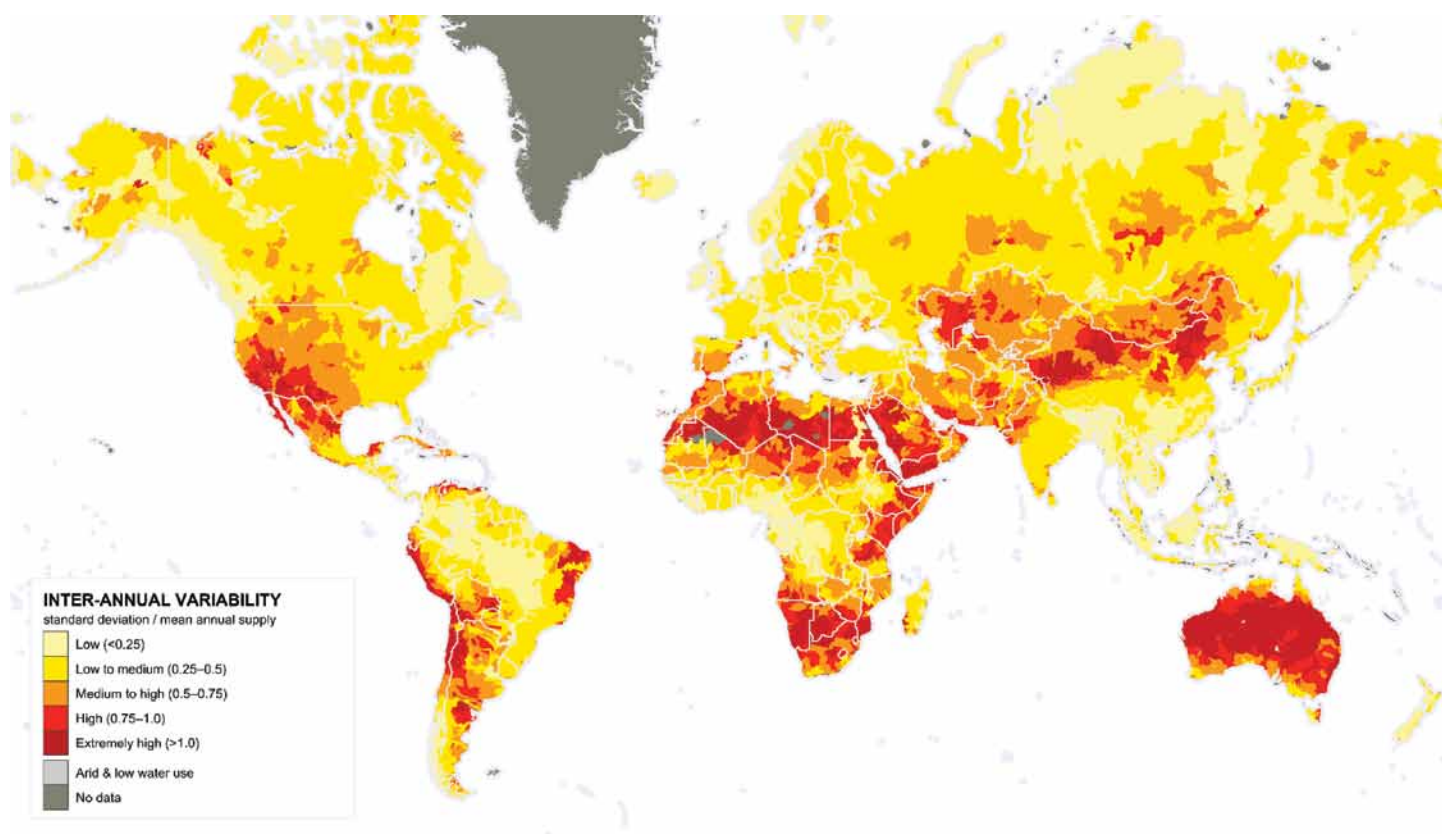 INTER-ANNUAL VARIABILITY
standard deviation / mean annual supply
Low (<0.25)
Low to medium (0.25–0.5)
Medium to high (0.5–0.75)
High (0.75–1.0)
Extremely high (>1.0)
Arid & low water use
No data